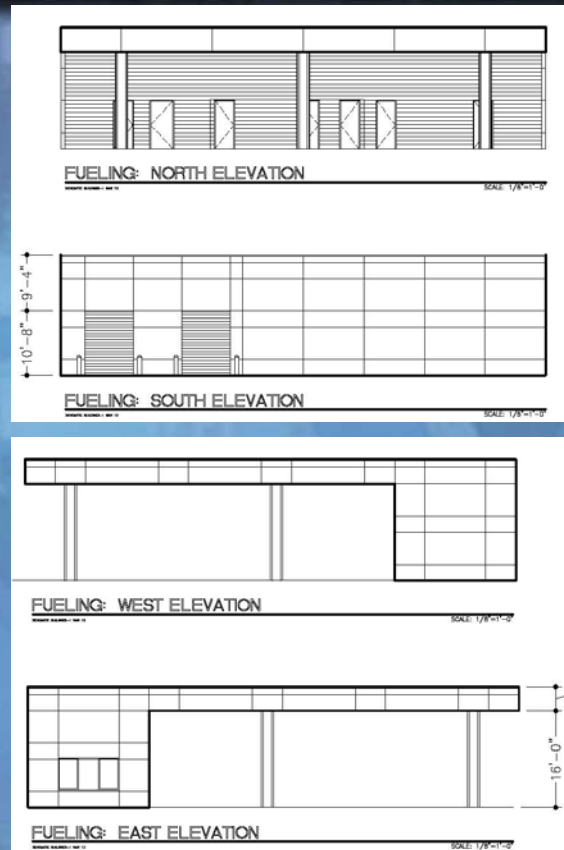 FUELING: NORTH ELEVATION
SCALE: 1/8"=1'-0"
9'-4"
10'-8"
FUELING: SOUTH ELEVATION
SCALE: 1/8"=1'-0"
FUELING: WEST ELEVATION
SCALE: 1/8"=1'-0"
16'-0"
FUELING: EAST ELEVATION
SCALE: 1/8"=1'-0"